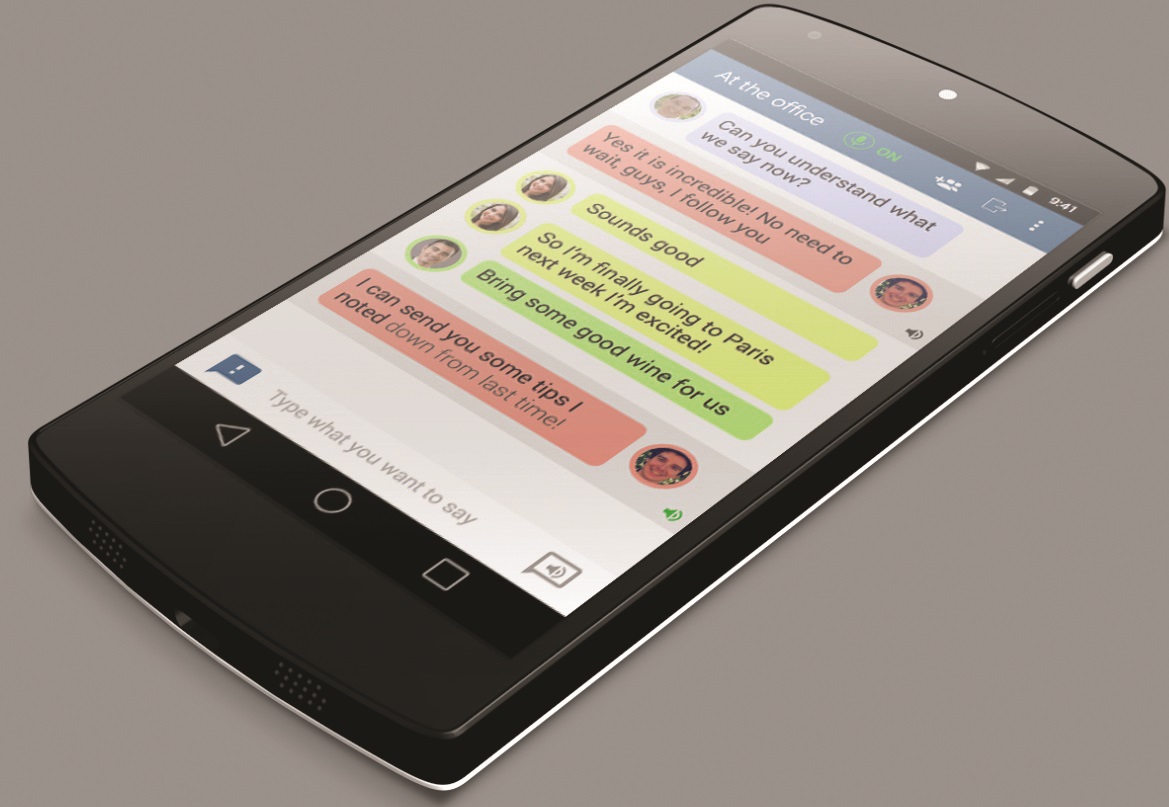 9:41
At the office
ON
Can you understand what
we say now?
Yes it is incredible! No need to
wait, guys, I follow you
Sounds good
So I'm finally going to Paris
next week I'm excited!
Bring some good wine for us
I can send you some tips I
noted down from last time!
Type what you want to say